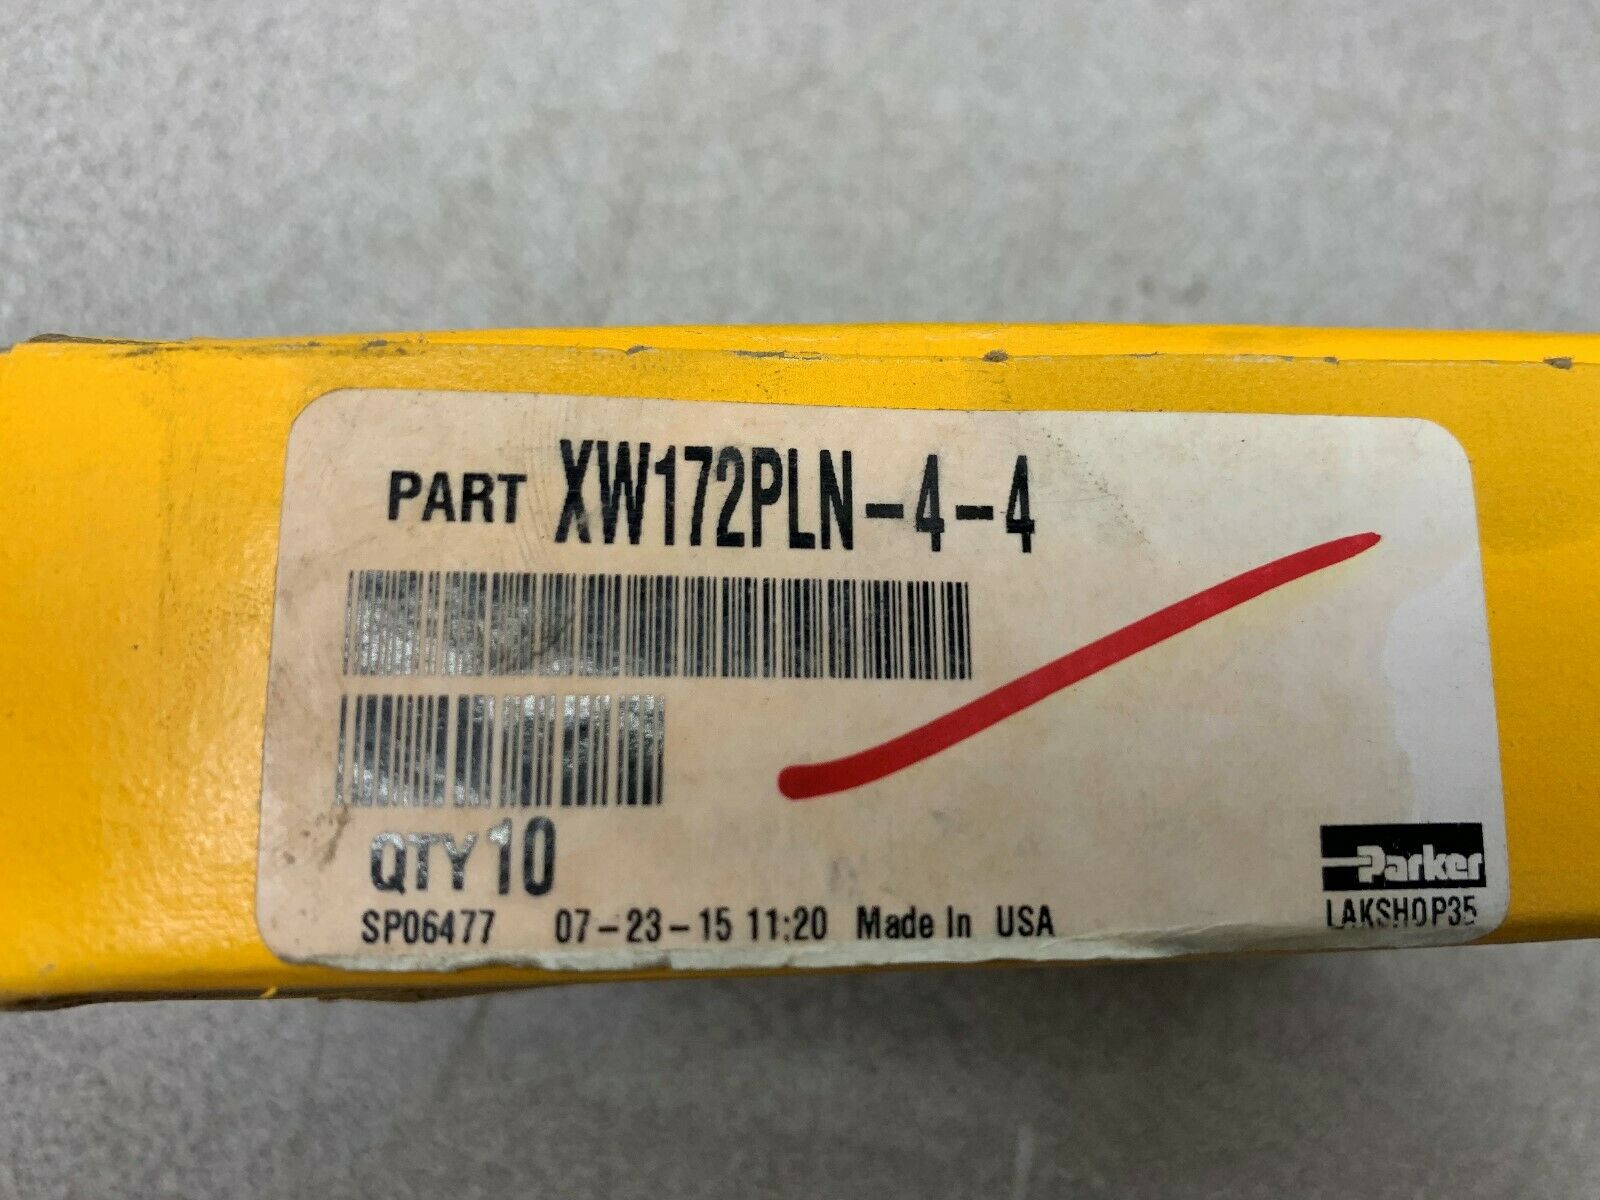 PART XW172PLN-4-4
QTY 10
SP06477 07-23-15 11:20 Made In USA
Parker
LAKSHOP35